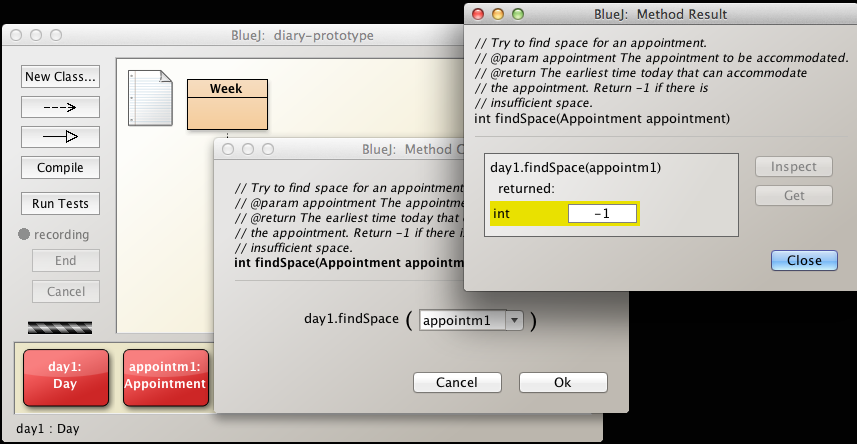 BlueJ: diary-prototype
New Class...
Compile
Run Tests
recording
End
Cancel
Week
day1:
Day
appointm1:
Appointment
day1 : Day
BlueJ: Method C
// Try to find space for an appointment
// @param appointment The appointmen
// @return The earliest time today that c
// the appointment. Return -1 if there i
// insufficient space.
int findSpace(Appointment appointm
day1.findSpace ( appointm1 )
Cancel
Ok
BlueJ: Method Result
// Try to find space for an appointment.
// @param appointment The appointment to be accommodated.
// @return The earliest time today that can accommodate
// the appointment. Return -1 if there is
// insufficient space.
int findSpace(Appointment appointment)
day1.findSpace(appointm1)
returned:
int -1
Inspect
Get
Close